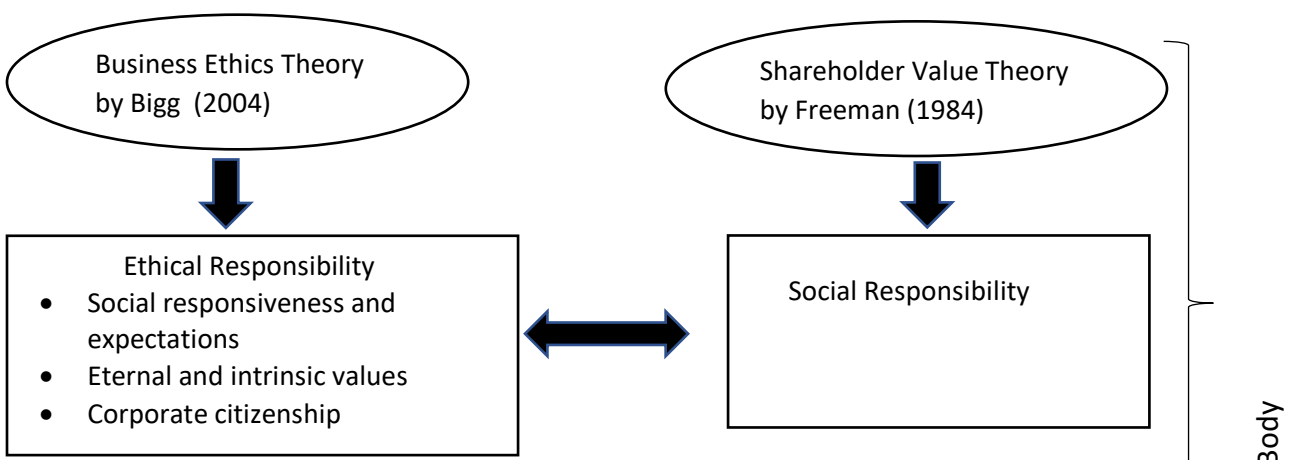 Business Ethics Theory
by Bigg (2004)
Shareholder Value Theory
by Freeman (1984)
Ethical Responsibility
• Social responsiveness and
expectations
• Eternal and intrinsic values
• Corporate citizenship
Social Responsibility
Body